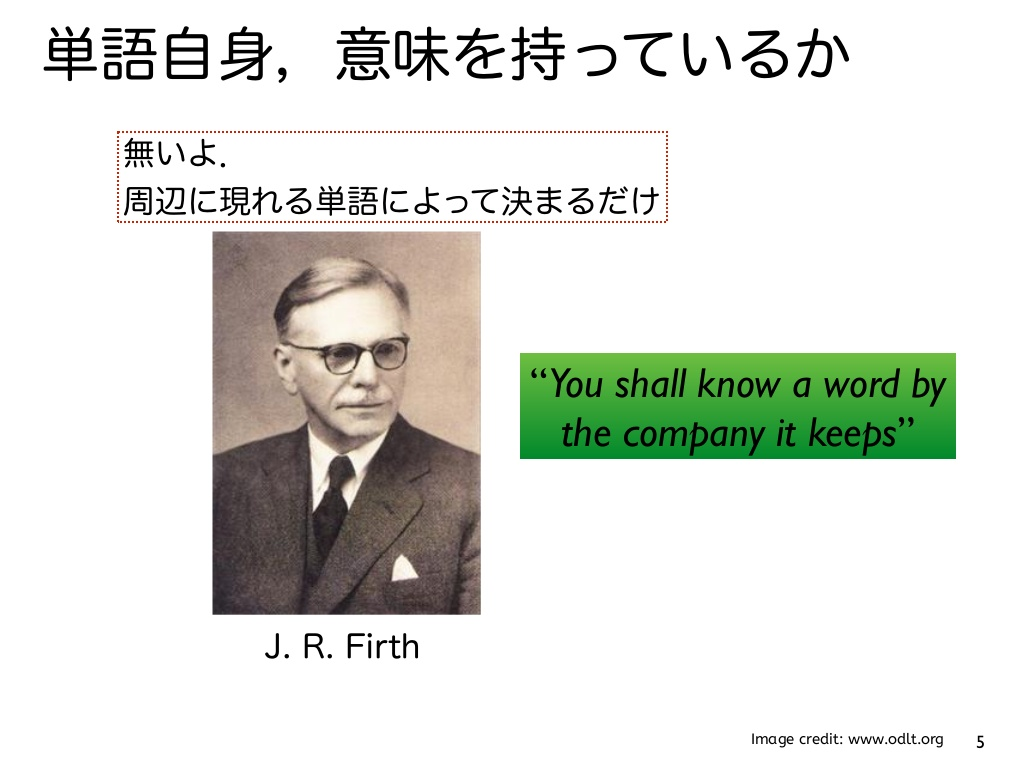 単語自身，意味を持っているか
無いよ．
周辺に現れる単語によって決まるだけ
“You shall know a word by
the company it keeps”
J. R. Firth
Image credit: www.odlt.org
5